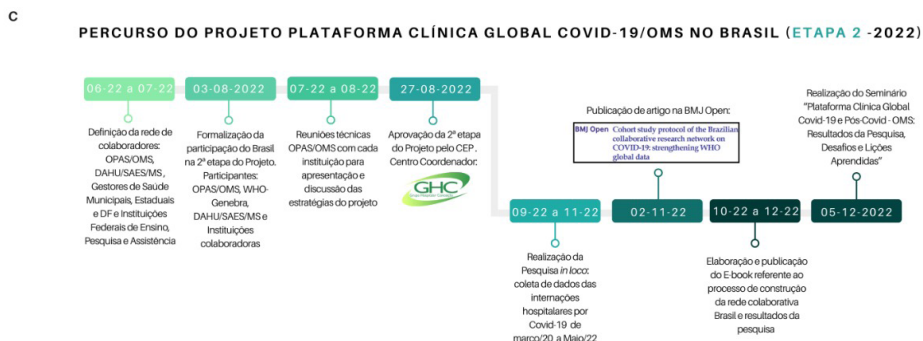 C
PERCURSO DO PROJETO PLATAFORMA CLÍNICA GLOBAL COVID-19/OMS NO BRASIL (ETAPA 2 -2022)
06-22 a 07-22
Definição da rede de
colaboradores:
OPAS/OMS,
DAHU/SAES/MS,
Gestores de Saúde
Municipais, Estaduais
e DF e Instituições
Federais de Ensino,
Pesquisa e Assistência
03-08-2022
Formalização da
participação do Brasil
na 2ª etapa do Projeto.
Participantes:
OPAS/OMS, WHO-
Genebra,
DAHU/SAES/MS e
Instituições
colaboradoras
07-22 a 08-22
Reuniões técnicas
OPAS/OMS com cada
instituição para
apresentação e
discussão das
estratégias do projeto
27-08-2022
Aprovação da 2ª etapa
do Projeto pelo CEP .
Centro Coordenador:
GHC
09-22 a 11-22
Realização da
Pesquisa in loco:
coleta de dados das
internações
hospitalares por
Covid-19 de
março/20 a Maio/22
Publicação de artigo na BMJ Open:
BMJ Open Cohort study protocol of the Brazilian
collaborative research network on
COVID-19: strengthening WHO
global data
02-11-22
10-22 a 12-22
Elaboração e publicação
do E-book referente ao
processo de construção
da rede colaborativa
Brasil e resultados da
pesquisa
Realização do Seminário
“Plataforma Clínica Global
Covid-19 e Pós-Covid - OMS:
Resultados da Pesquisa,
Desafios e Lições
Aprendidas”
05-12-2022